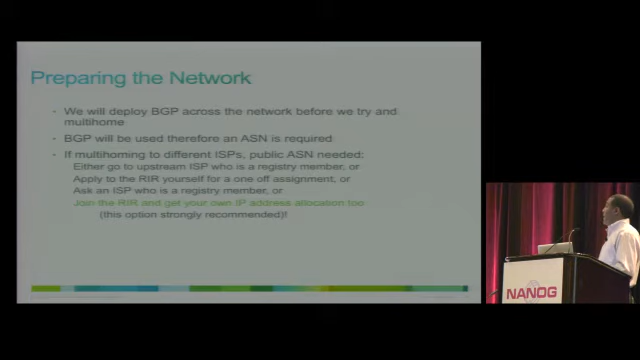 Preparing the Network
We will deploy BGP across the network before we try and
multihome
BGP will be used therefore an ASN is required
If multihoming to different ISPs, public ASN needed:
Either go to upstream ISP who is a registry member, or
Apply to the RIR yourself for a one off assignment, or
Ask an ISP who is a registry member, or
Join the RIR and get your own IP address allocation too
(this option strongly recommended)!
NANOG